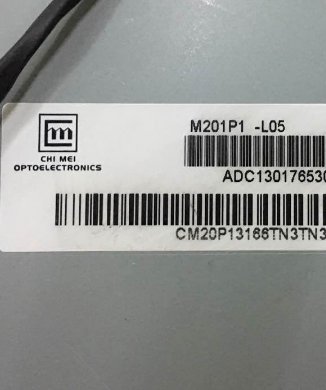 M201P1 -L05
CHI MEI
OPTOELECTRONICS
ADC130176530
CM20P13166TN3TN3